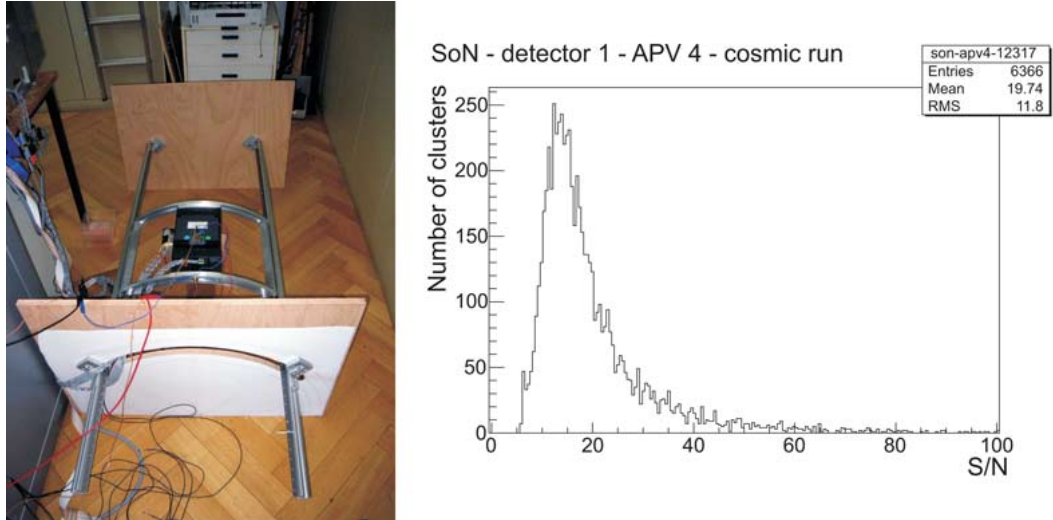 SoN - detector 1 - APV 4 - cosmic run
son-apv4-12317
Entries 6366
Mean 19.74
RMS 11.8
Number of clusters
250
200
150
100
50
0
0 20 40 60 80 100
S/N